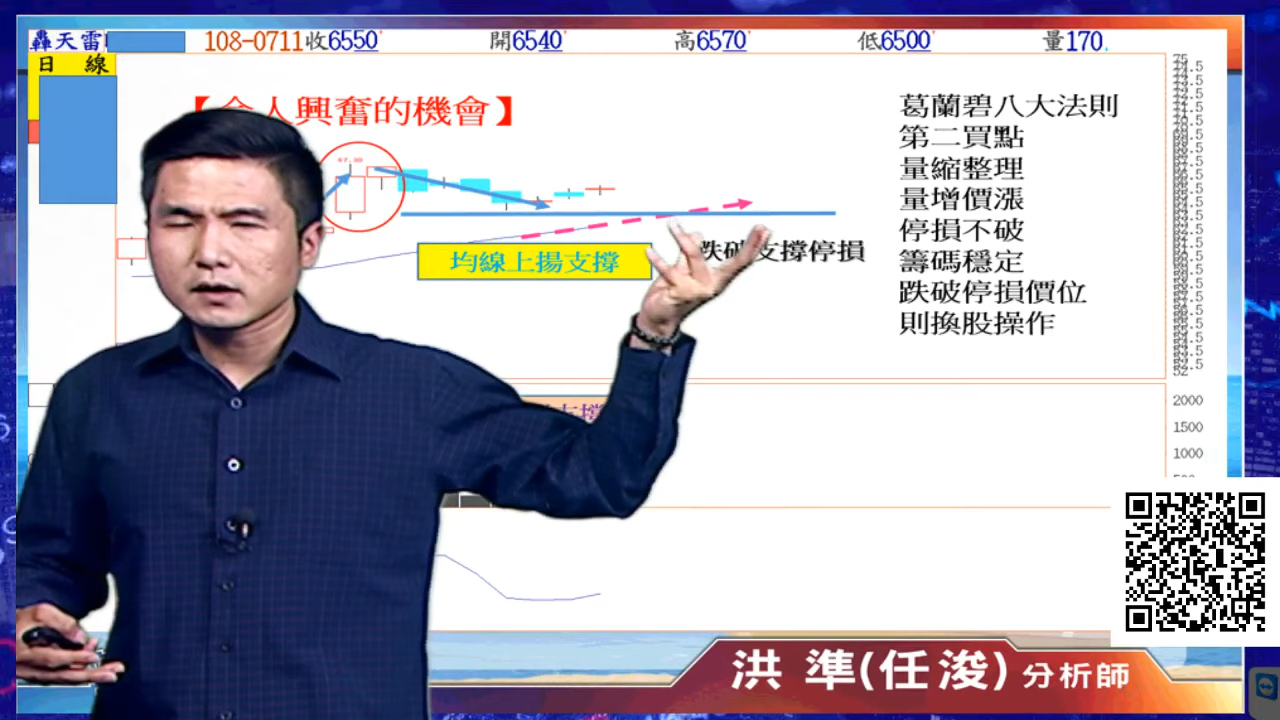 轟天雷
108-0711收6550 開6540 高6570 低6500 量170.
日 線
人興奮的機會】
葛蘭碧八大法則
第二買點
量縮整理
量增價漲
停損不破
籌碼穩定
跌破停損價位
則換股操作
均線上揚支撐
跌破支撐停損
2000
1500
1000
洪 準(任浚)分析師